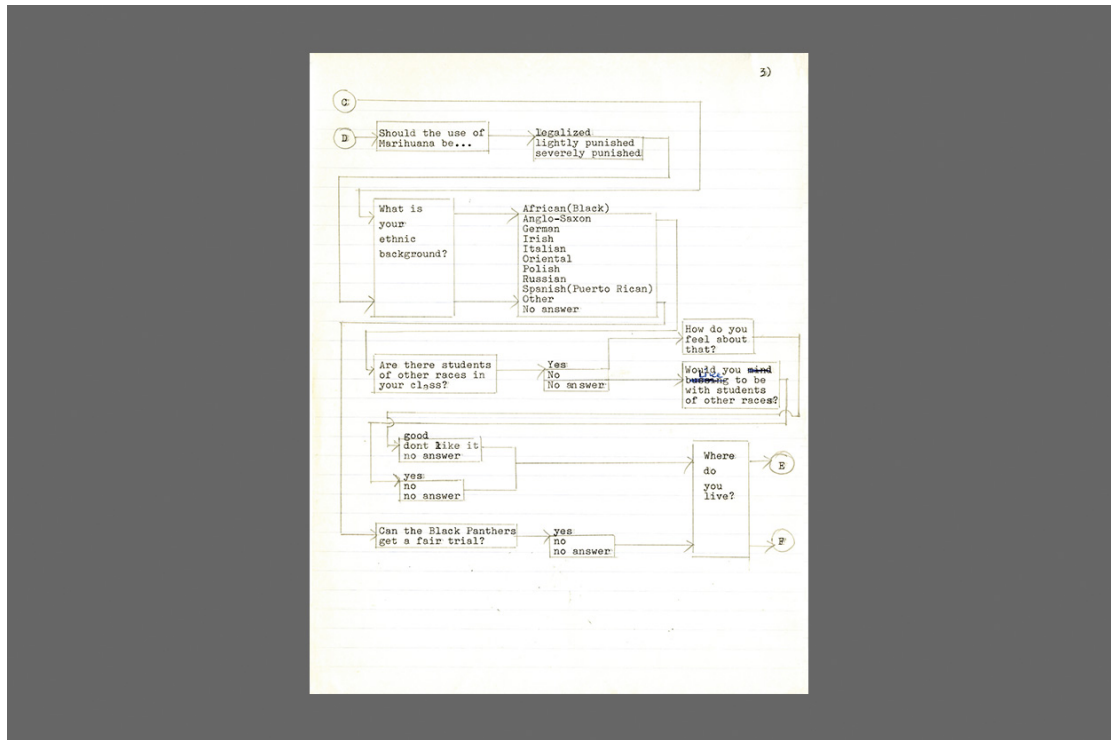 3)
C
D
Should the use of
Marihuana be...
legalized
lightly punished
severely punished
What is
your
ethnic
background?
African(Black)
Anglo-Saxon
German
Irish
Italian
Oriental
Polish
Russian
Spanish(Puerto Rican)
Other
No answer
How do you
feel about
that?
Are there students
of other races in
your class?
Yes
No
No answer
Would you mind
like
bussing to be
with students
of other races?
good
dont like it
no answer
yes
no
no answer
Where
do
you
live?
E
F
Can the Black Panthers
get a fair trial?
yes
no
no answer